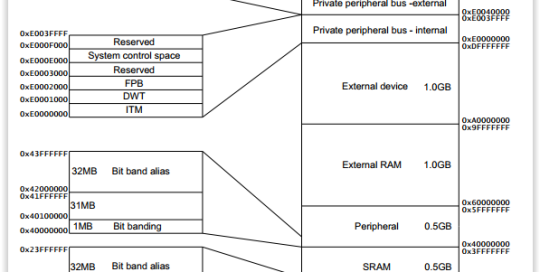 Private peripheral bus -external
0xE0040000
0xE003FFFF
Private peripheral bus - internal
0xE0000000
0xDFFFFFFF
0xE003FFFF
Reserved
0xE000F000
System control space
0xE000E000
Reserved
0xE0003000
FPB
0xE0002000
DWT
0xE0001000
ITM
0xE0000000
External device 1.0GB
0xA0000000
0x9FFFFFFF
External RAM 1.0GB
0x60000000
0x5FFFFFFF
0x43FFFFFF
32MB Bit band alias
0x42000000
0x41FFFFFF
31MB
0x40100000
1MB Bit banding
0x40000000
Peripheral 0.5GB
0x40000000
0x3FFFFFFF
0x23FFFFFF
32MB Bit band alias
SRAM 0.5GB